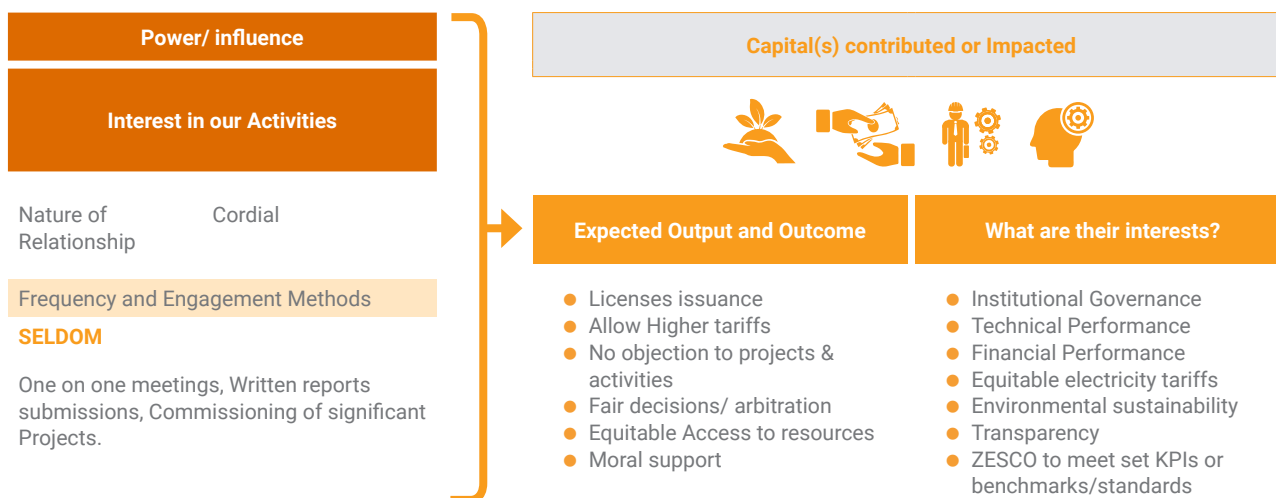 Power/ influence
Interest in our Activities
Nature of
Relationship
Cordial
Frequency and Engagement Methods
SELDOM
One on one meetings, Written reports
submissions, Commissioning of significant
Projects.
Capital(s) contributed or Impacted
Expected Output and Outcome
Licenses issuance
Allow Higher tariffs
No objection to projects &
activities
Fair decisions/ arbitration
Equitable Access to resources
Moral support
What are their interests?
Institutional Governance
Technical Performance
Financial Performance
Equitable electricity tariffs
Environmental sustainability
Transparency
ZESCO to meet set KPIs or
benchmarks/standards